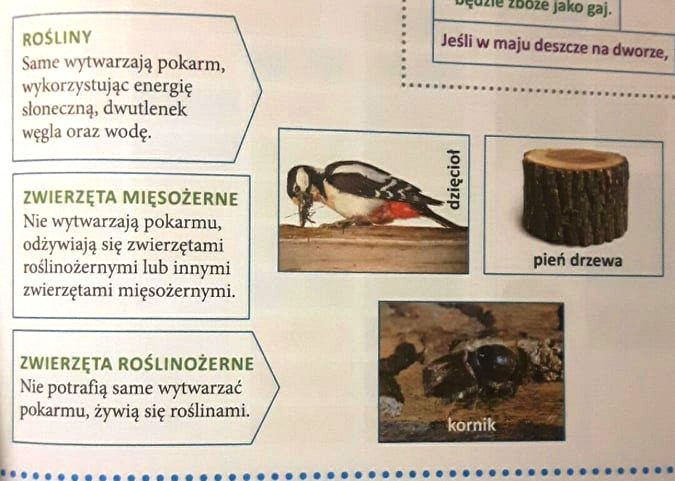 będzie zboże jako gaj.
Jeśli w maju deszcze na dworze,
ROŚLINY
Same wytwarzają pokarm,
wykorzystując energię
słoneczną, dwutlenek
węgla oraz wodę.
ZWIERZĘTA MIĘSOŻERNE
Nie wytwarzają pokarmu,
odżywiają się zwierzętami
roślinożernymi lub innymi
zwierzętami mięsożernymi.
ZWIERZĘTA ROŚLINOŻERNE
Nie potrafią same wytwarzać
pokarmu, żywią się roślinami.
dzięcioł
pień drzewa
kornik